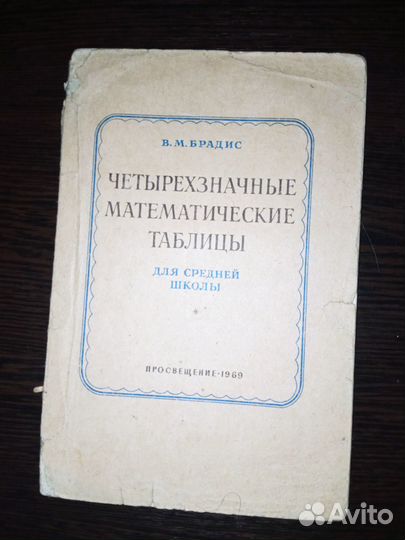 В. М. БРАДИС
ЧЕТЫРЕХЗНАЧНЫЕ
МАТЕМАТИЧЕСКИЕ
ТАБЛИЦЫ
ДЛЯ СРЕДНЕЙ
ШКОЛЫ
ПРОСВЕЩЕНИЕ · 1969
Avito